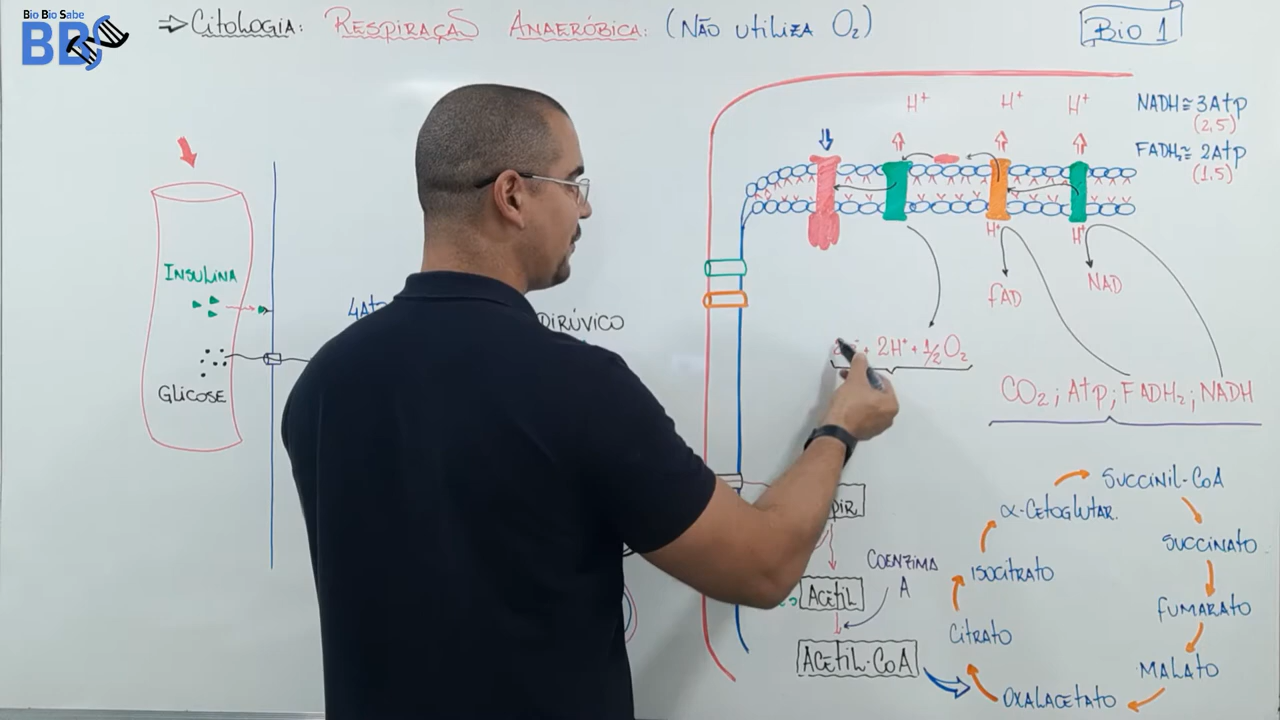 Bio Bio Sabe
BBS
⇒ Citologia: Respiração Anaeróbica: (Não utiliza O₂)
Bio 1
Insulina
Glicose
H⁺ H⁺ H⁺
NADH ≅ 3Atp
(2,5)
FADH₂ ≅ 2Atp
(1,5)
H⁺ H⁺
FAD
NAD
+ 2H⁺ + 1/2 O₂
CO₂; Atp; FADH₂; NADH
Coenzima
A
Acetil
Acetil-CoA
Succinil-CoA
α-Cetoglutar.
Succinato
Isocitrato
Fumarato
Citrato
Malato
Oxalacetato